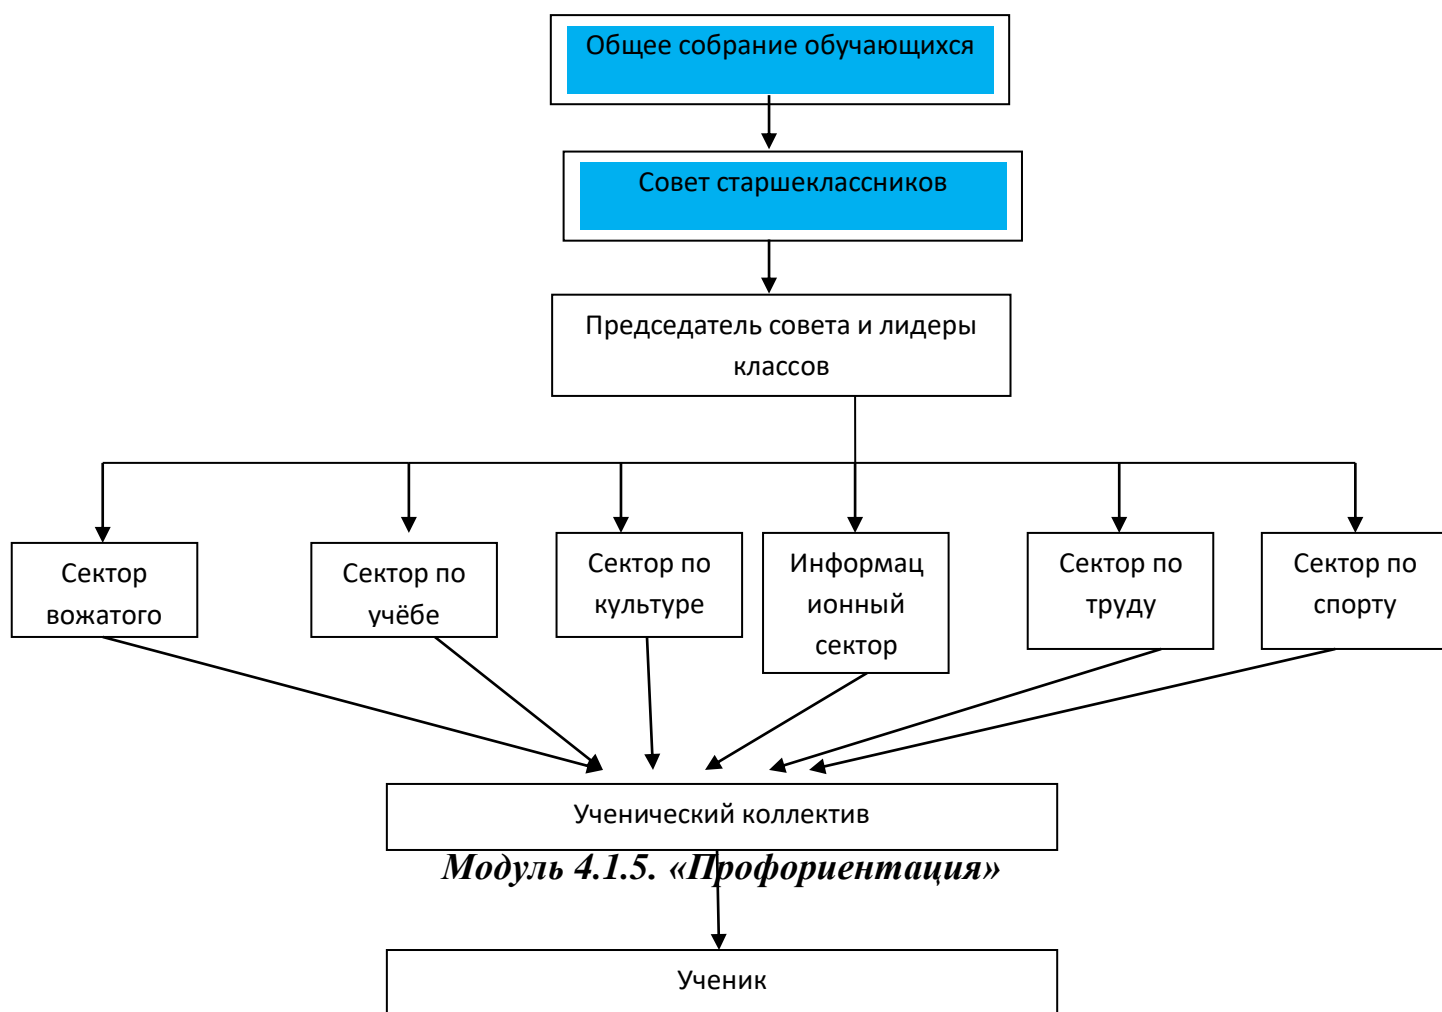 Общее собрание обучающихся
Совет старшеклассников
Председатель совета и лидеры
классов
Сектор
вожатого
Сектор по
учёбе
Сектор по
культуре
Информац
ионный
сектор
Сектор по
труду
Сектор по
спорту
Ученический коллектив
Модуль 4.1.5. «Профориентация»
Ученик